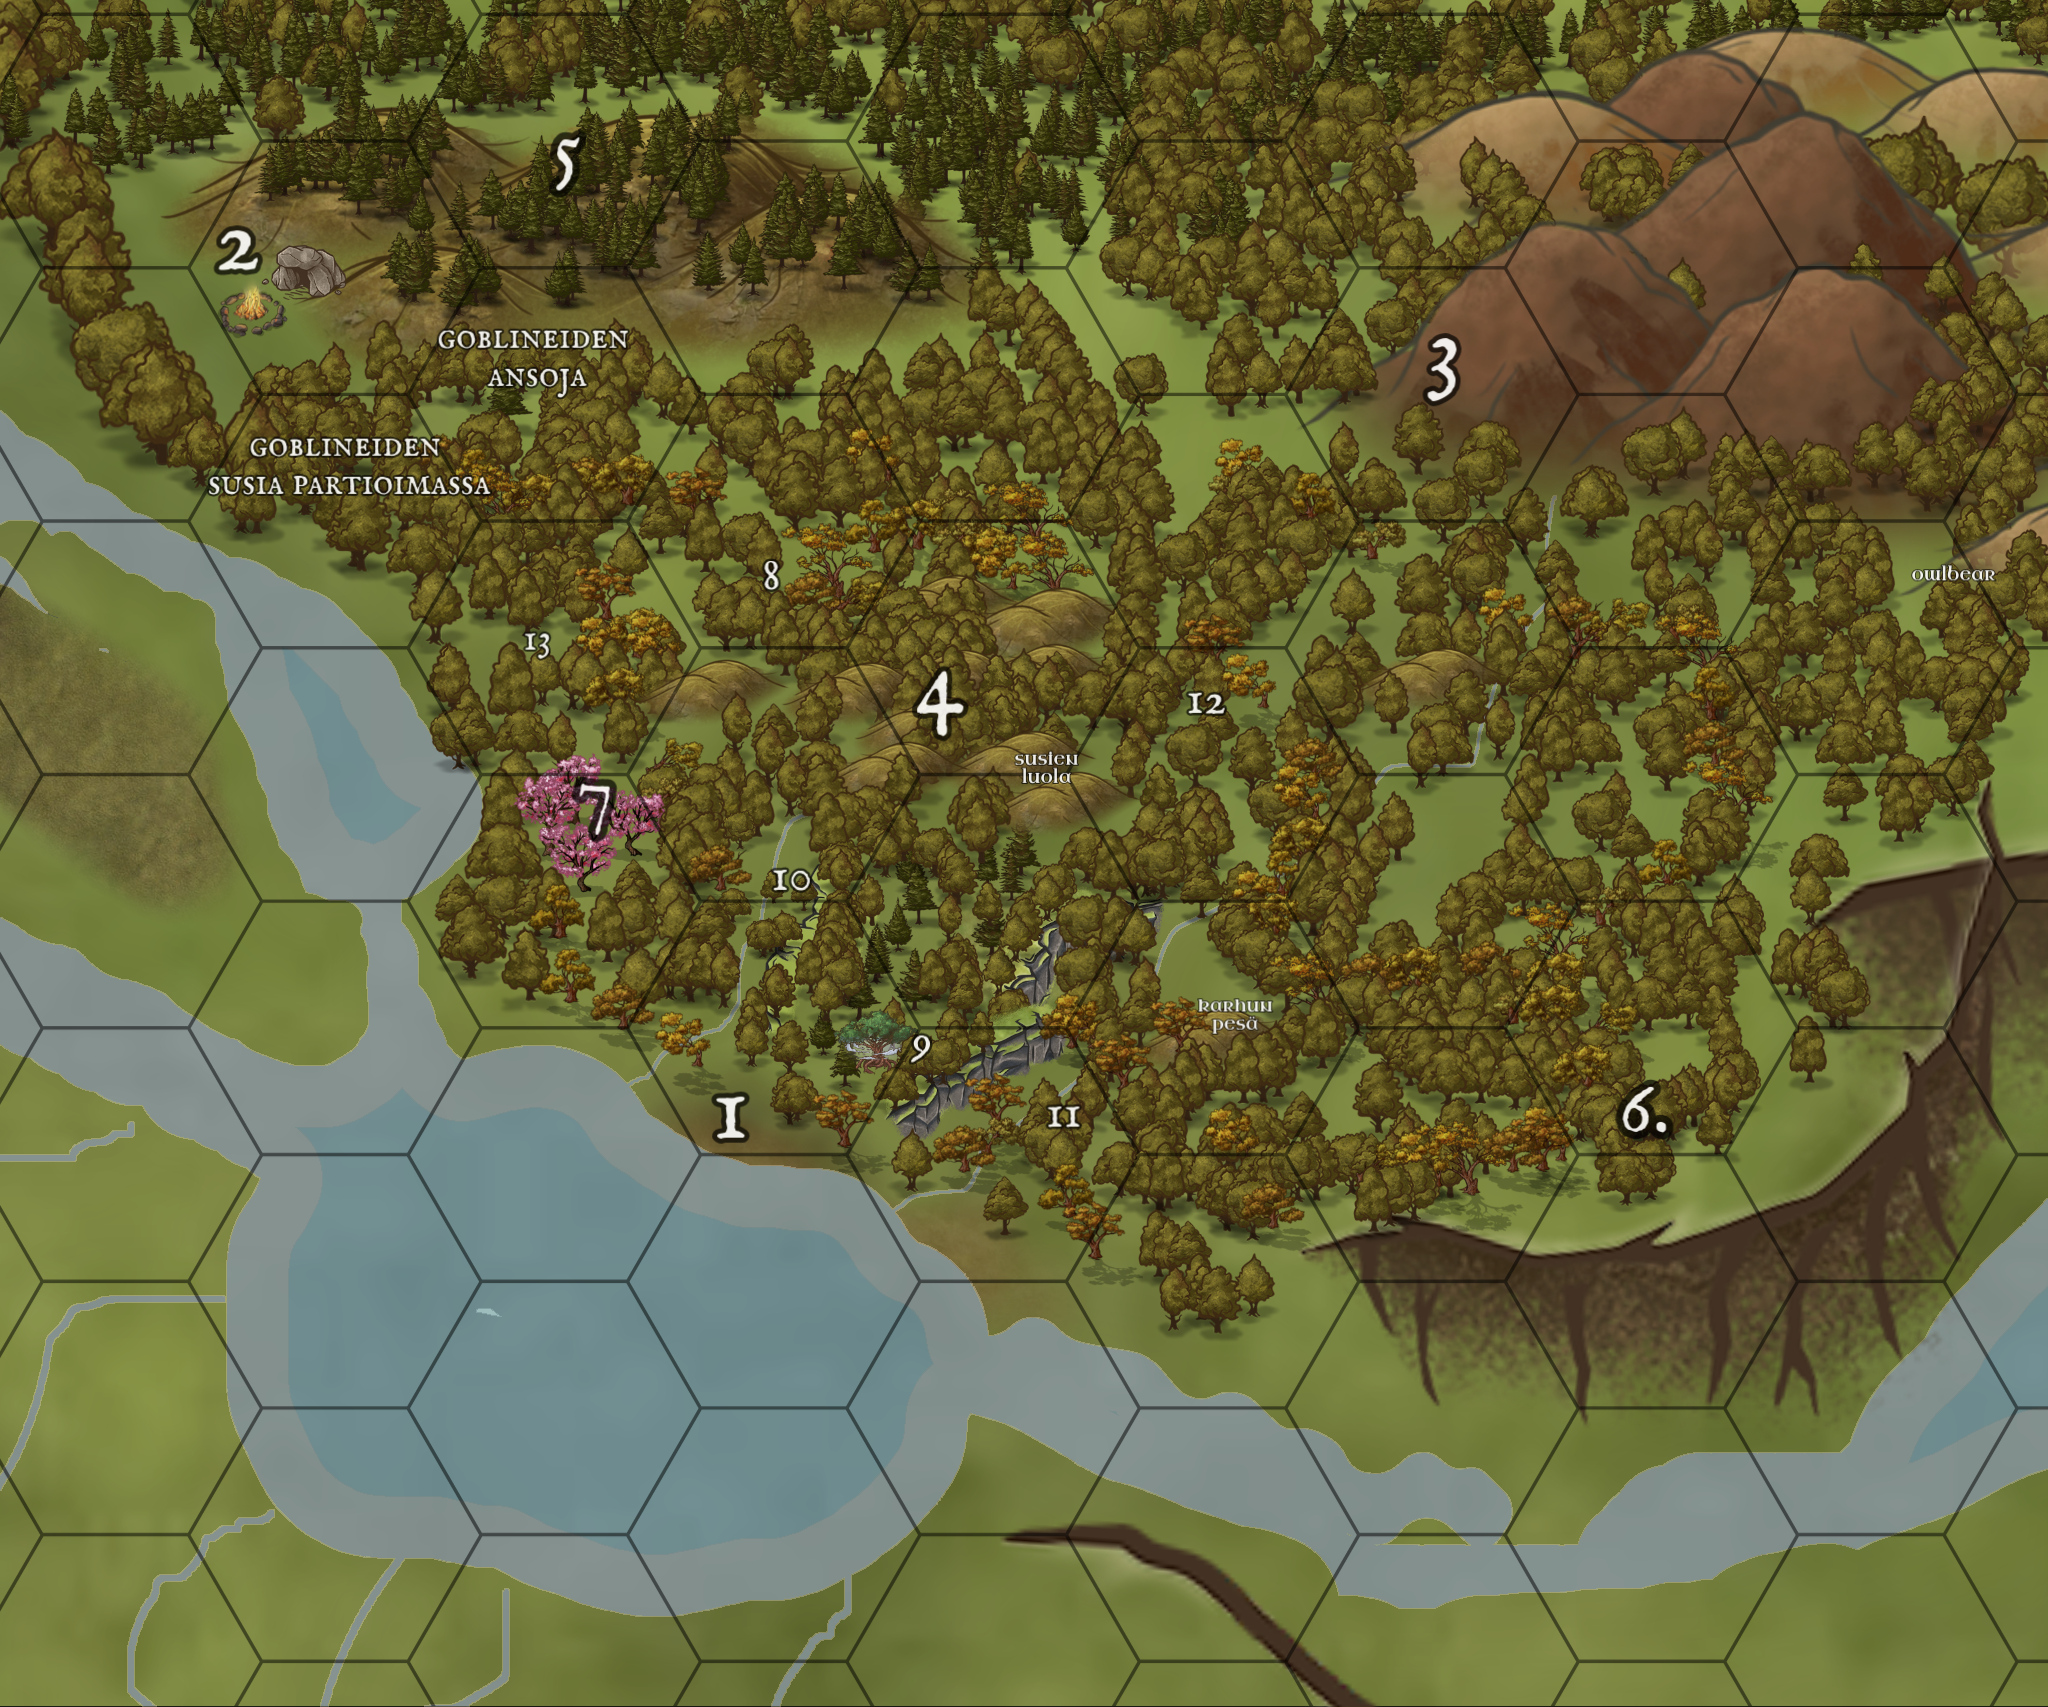 5
2
GOBLINEIDEN
ANSOJA
3
GOBLINEIDEN
SUSIA PARTIOIMASSA
8
owlbear
13
4
12
susien
luola
7
10
karhun
pesä
9
1
11
6.